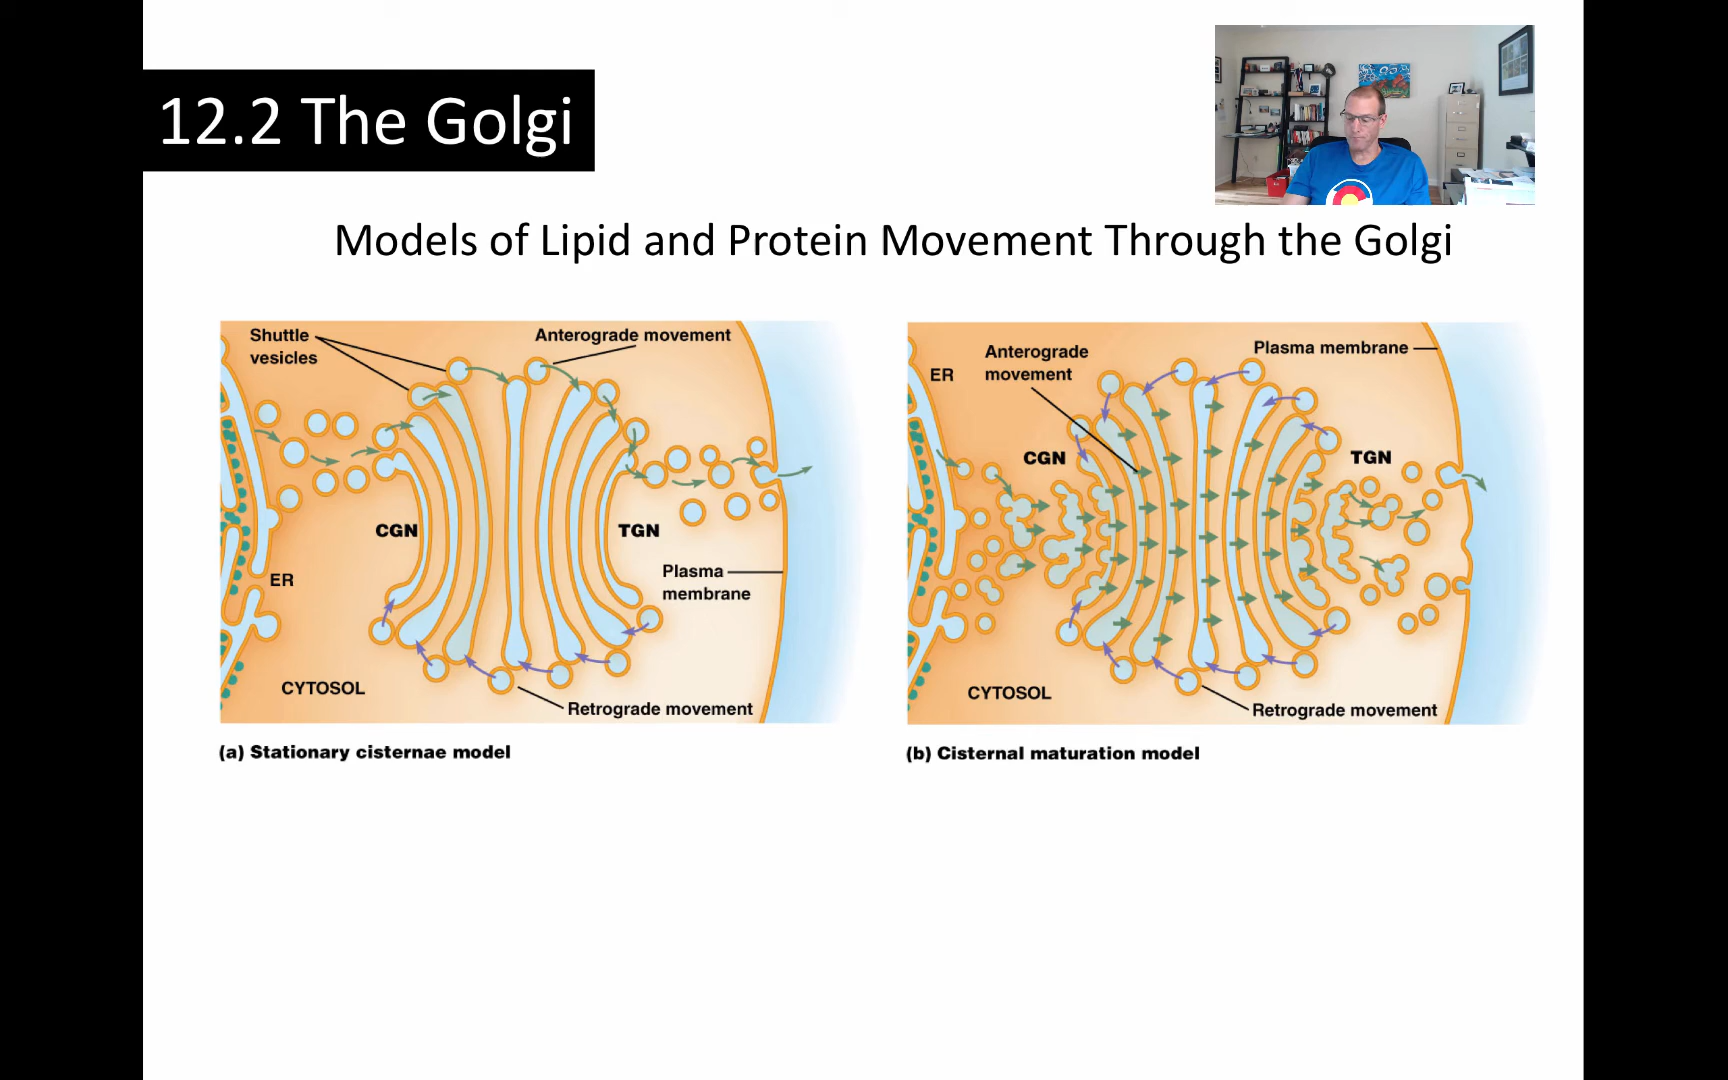 12.2 The Golgi
Models of Lipid and Protein Movement Through the Golgi
Shuttle
vesicles
Anterograde movement
CGN
TGN
ER
Plasma
membrane
CYTOSOL
Retrograde movement
(a) Stationary cisternae model
Anterograde
movement
Plasma membrane
ER
CGN
TGN
CYTOSOL
Retrograde movement
(b) Cisternal maturation model